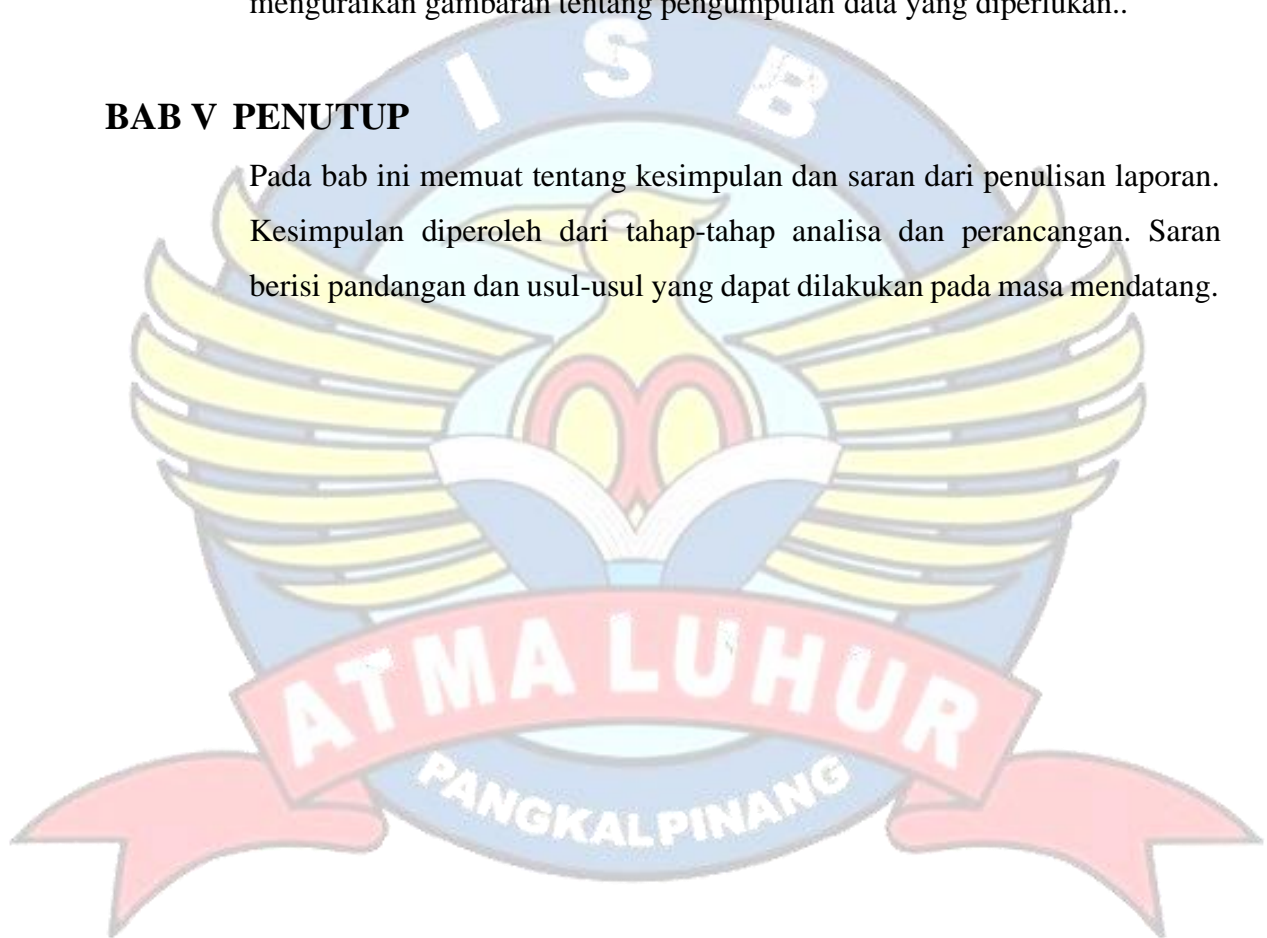 menguraikan gambaran tentang pengumpulan data yang diperlukan..
I S B
BAB V PENUTUP
Pada bab ini memuat tentang kesimpulan dan saran dari penulisan laporan.
Kesimpulan diperoleh dari tahap-tahap analisa dan perancangan. Saran
berisi pandangan dan usul-usul yang dapat dilakukan pada masa mendatang.
ATMA LUHUR
PANGKALPINANG